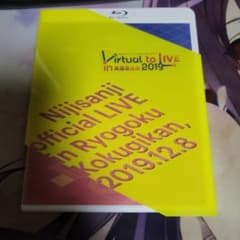 Virtual to LIVE
in 両国国技館
2019
Nijisanji
official LIVE
in Ryogoku
Kokugikan,
2019.12.8